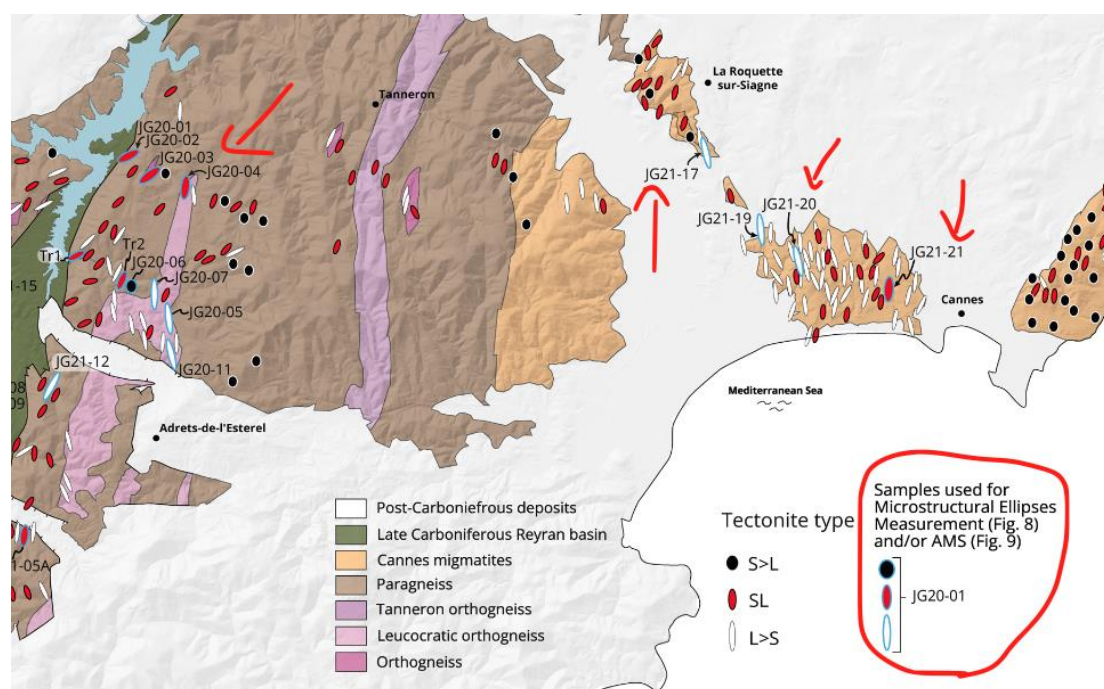 La Roquette
sur-Siagne
Tanneron
JG20-01
JG20-02
JG20-03
JG20-04
JG21-17
JG21-20
JG21-19
JG21-21
Tr1
Tr2
JG20-06
JG20-07
-15
JG20-05
Cannes
JG21-12
JG20-11
08
09
Mediterranean Sea
Adrets-de-l'Esterel
Samples used for
Microstructural Ellipses
Measurement (Fig. 8)
and/or AMS (Fig. 9)
JG20-01
Tectonite type
S>L
SL
L>S
Post-Carboniefrous deposits
Late Carboniferous Reyran basin
Cannes migmatites
Paragneiss
Tanneron orthogneiss
Leucocratic orthogneiss
Orthogneiss
1-05A